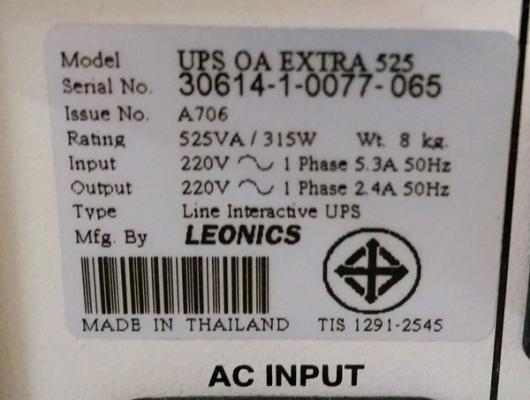 Model UPS OA EXTRA 525
Serial No. 30614-1-0077-065
Issue No. A706
Rating 525VA / 315W Wt. 8 kg.
Input 220V 1 Phase 5.3A 50Hz
Output 220V 1 Phase 2.4A 50Hz
Type Line Interactive UPS
Mfg. By LEONICS
MADE IN THAILAND TIS 1291-2545
AC INPUT